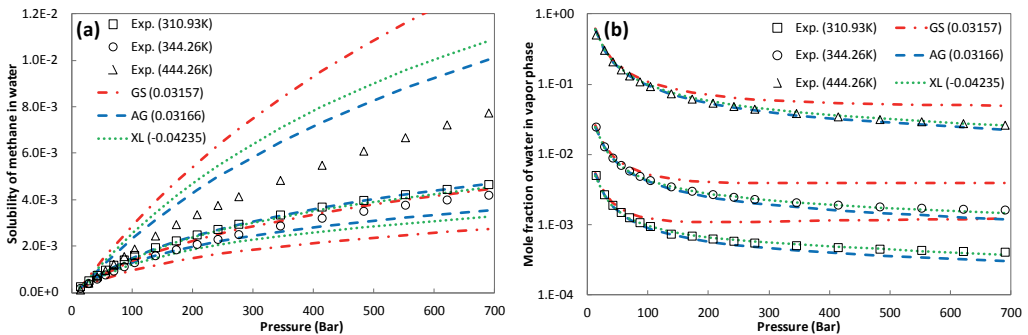 (a)
Solubility of methane in water
1.2E-2
1.0E-2
8.0E-3
6.0E-3
4.0E-3
2.0E-3
0.0E+0
Exp. (310.93K)
Exp. (344.26K)
Exp. (444.26K)
GS (0.03157)
AG (0.03166)
XL (-0.04235)
0 100 200 300 400 500 600 700
Pressure (Bar)
(b)
Mole fraction of water in vapor phase
1.E+00
1.E-01
1.E-02
1.E-03
1.E-04
Exp. (310.93K) GS (0.03157)
Exp. (344.26K) AG (0.03166)
Exp. (444.26K) XL (-0.04235)
0 100 200 300 400 500 600 700
Pressure (Bar)